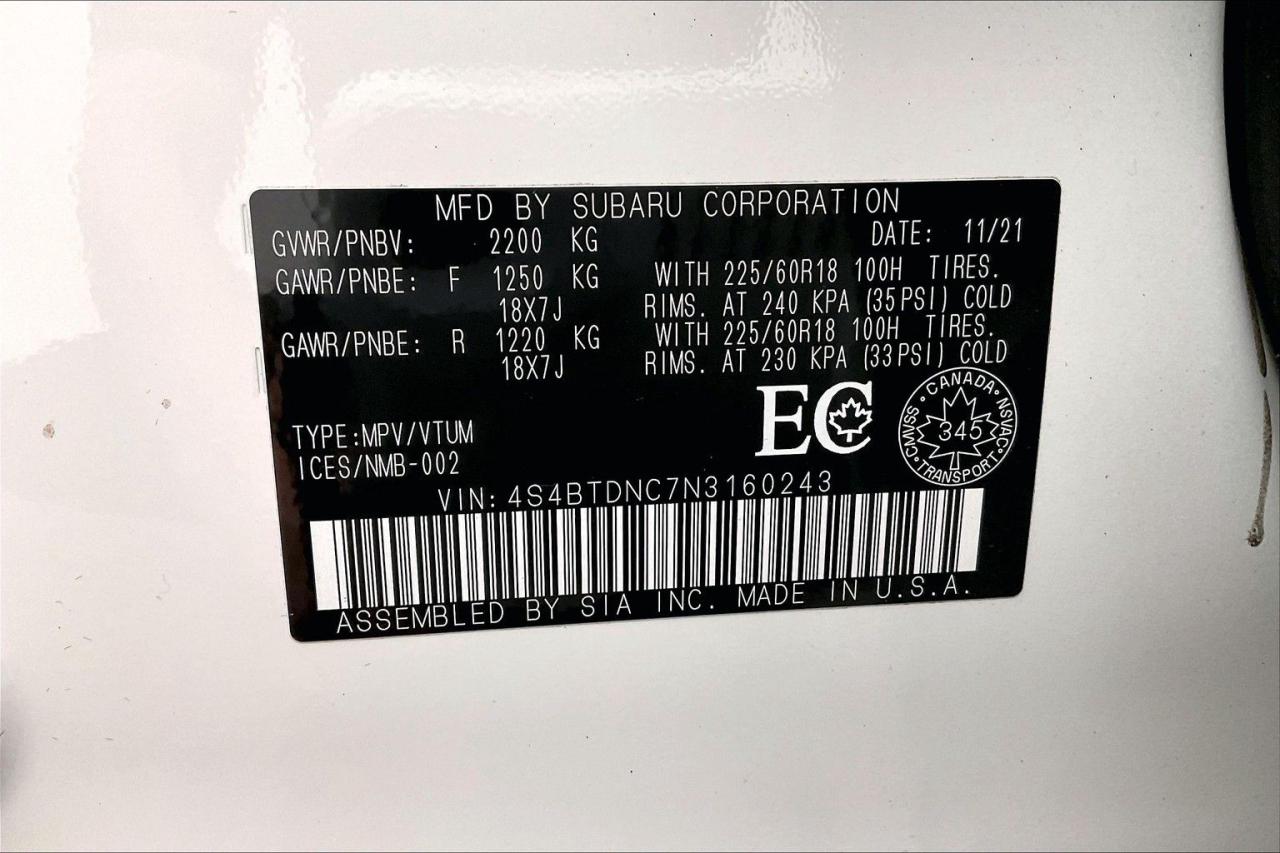 MFD BY SUBARU CORPORATION
GVWR/PNBV: 2200 KG DATE: 11/21
GAWR/PNBE: F 1250 KG WITH 225/60R18 100H TIRES.
18X7J RIMS. AT 240 KPA (35PSI) COLD
GAWR/PNBE: R 1220 KG WITH 225/60R18 100H TIRES.
18X7J RIMS. AT 230 KPA (33PSI) COLD
EC
CANADA · NSVAC · TRANSPORT · CMVSS ·
345
TYPE:MPV/VTUM
ICES/NMB-002
VIN:4S4BTDNC7N3160243
ASSEMBLED BY SIA INC. MADE IN U.S.A.